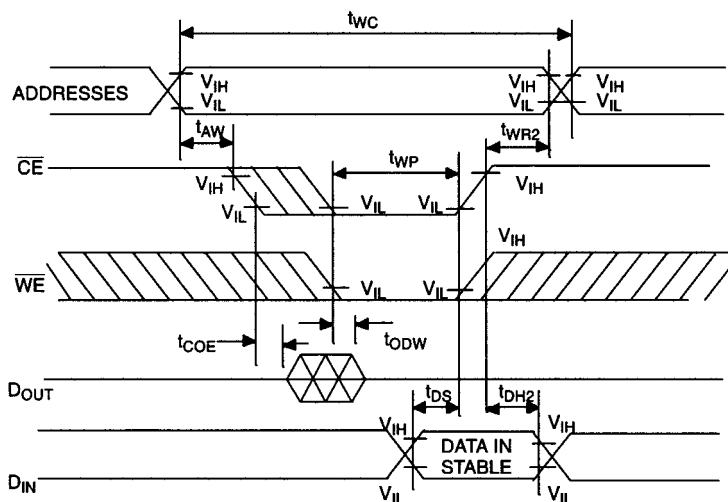 tWC
ADDRESSES
VIH VIH VIH
VIL VIL VIL
tAW tWR2
CE tWP
VIH VIH
VIL VIL VIL
VIH
WE
VIL VIL
tCOE tODW
DOUT
tDS tDH2
VIH DATA IN VIH
STABLE
DIN
VIL VIL